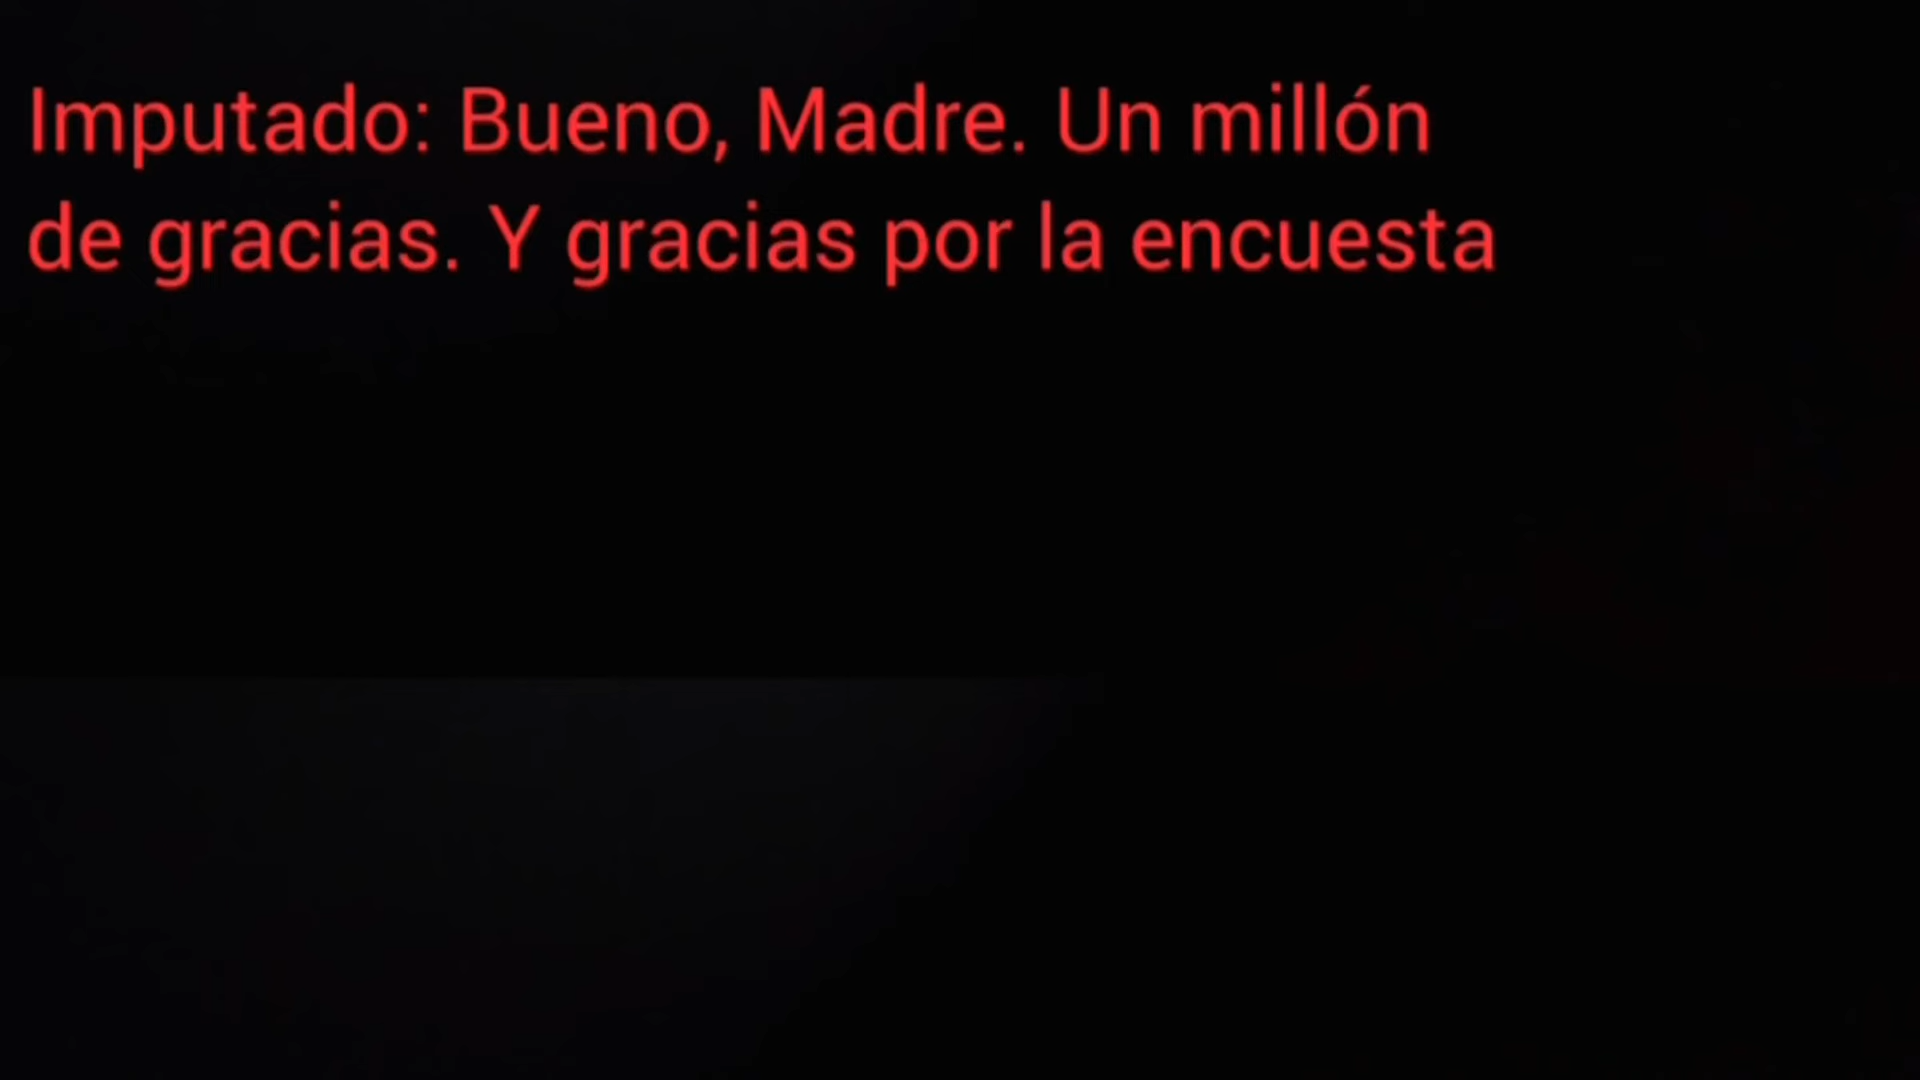 Imputado: Bueno, Madre. Un millón
de gracias. Y gracias por la encuesta